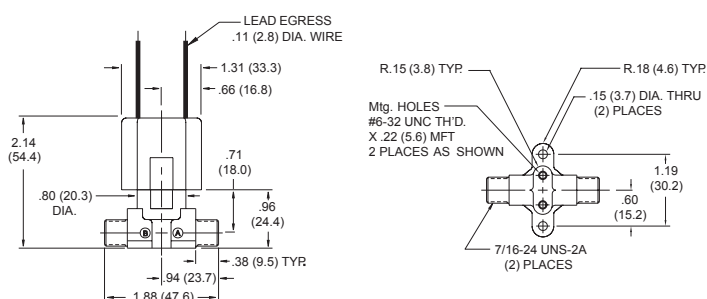 LEAD EGRESS
.11 (2.8) DIA. WIRE
1.31 (33.3)
.66 (16.8)
2.14
(54.4)
.71
(18.0)
.80 (20.3)
DIA.
.96
(24.4)
B
A
.38 (9.5) TYP.
.94 (23.7)
1.88 (47.6)
R.15 (3.8) TYP.
R.18 (4.6) TYP.
Mtg. HOLES
#6-32 UNC TH'D.
X .22 (5.6) MFT
2 PLACES AS SHOWN
.15 (3.7) DIA. THRU
(2) PLACES
1.19
(30.2)
.60
(15.2)
7/16-24 UNS-2A
(2) PLACES